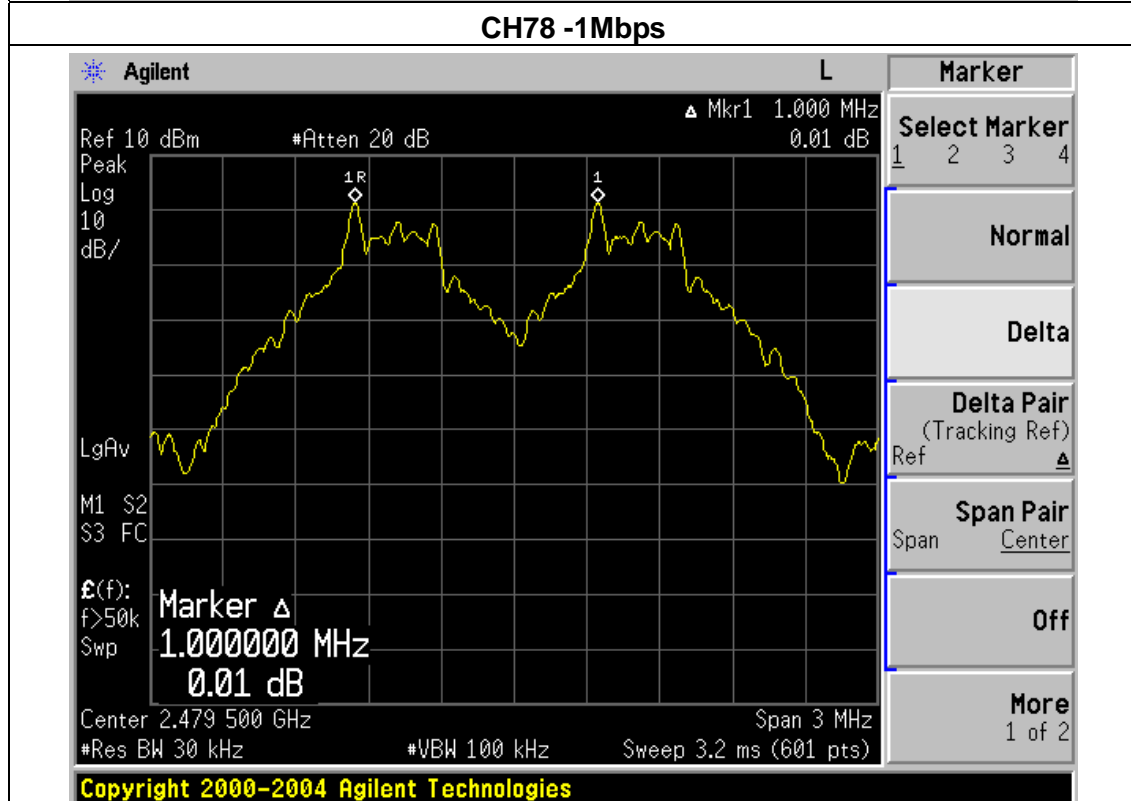 CH78 -1Mbps
Agilent L Marker
Δ Mkr1 1.000 MHz
Ref 10 dBm #Atten 20 dB 0.01 dB
Peak
Log
10
dB/
1R
1
LgAv
M1 S2
S3 FC
£(f):
f>50k
Swp
Marker Δ
1.000000 MHz
0.01 dB
Center 2.479 500 GHz Span 3 MHz
#Res BW 30 kHz #VBW 100 kHz Sweep 3.2 ms (601 pts)
Copyright 2000-2004 Agilent Technologies
Select Marker
1 2 3 4
Normal
Delta
Delta Pair
(Tracking Ref)
Ref Δ
Span Pair
Span Center
Off
More
1 of 2